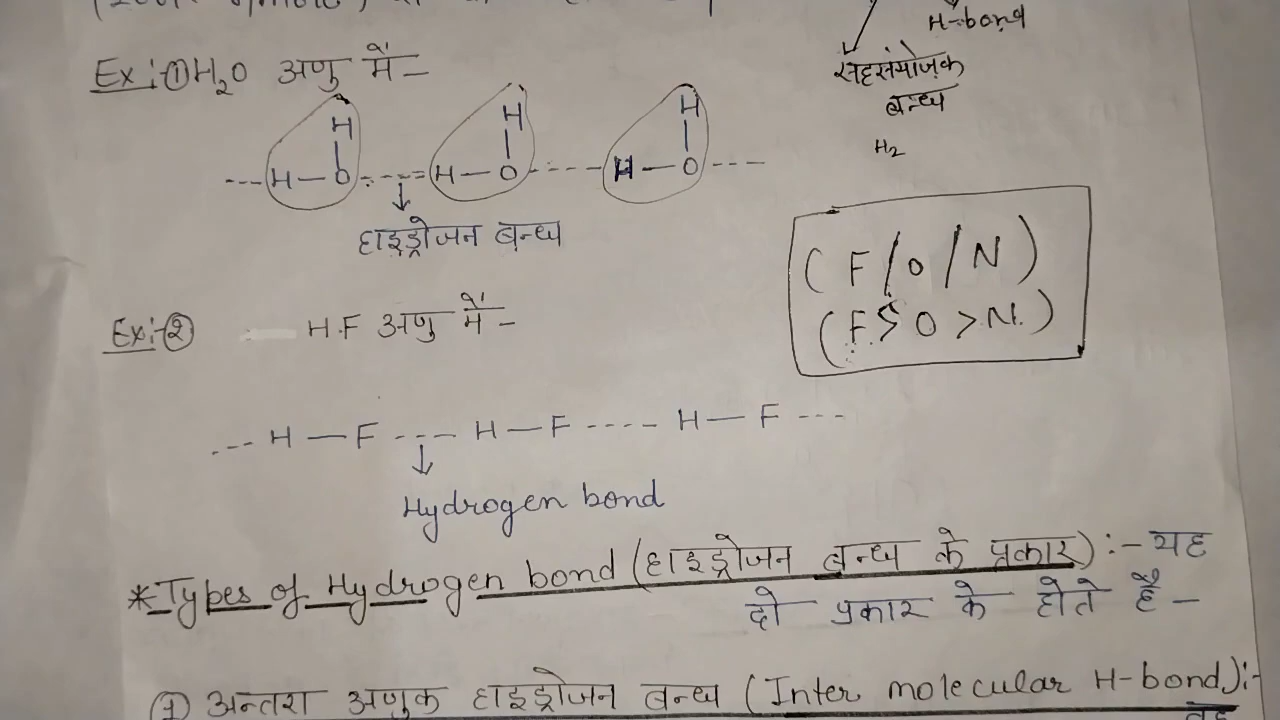 H-bond
सहसंयोजक
बन्ध
H₂
Ex:-① H₂O अणु में-
H H H
---H—O-----H—O-----H—O---
हाइड्रोजन बन्ध
(F/O/N)
(F>O>N)
Ex:-② H.F अणु में-
---H—F---H—F----H—F---
Hydrogen bond
*Types of Hydrogen bond (हाइड्रोजन बन्ध के प्रकार):- यह
दो प्रकार के होते है-
① अन्तरा अणुक हाइड्रोजन बन्ध (Inter molecular H-bond):-